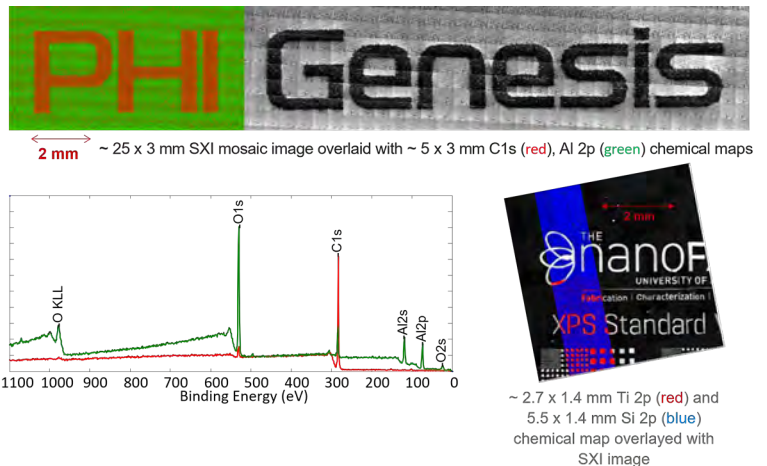 PHI Genesis
2 mm
~ 25 x 3 mm SXI mosaic image overlaid with ~ 5 x 3 mm C1s (red), Al 2p (green) chemical maps
O KLL
O1s
C1s
Al2s
Al2p
O2s
1100 1000 900 800 700 600 500 400 300 200 100 0
Binding Energy (eV)
2 mm
THE
nanoFA
UNIVERSITY OF
Fabrication | Characterization |
XPS Standard
~ 2.7 x 1.4 mm Ti 2p (red) and
5.5 x 1.4 mm Si 2p (blue)
chemical map overlayed with
SXI image